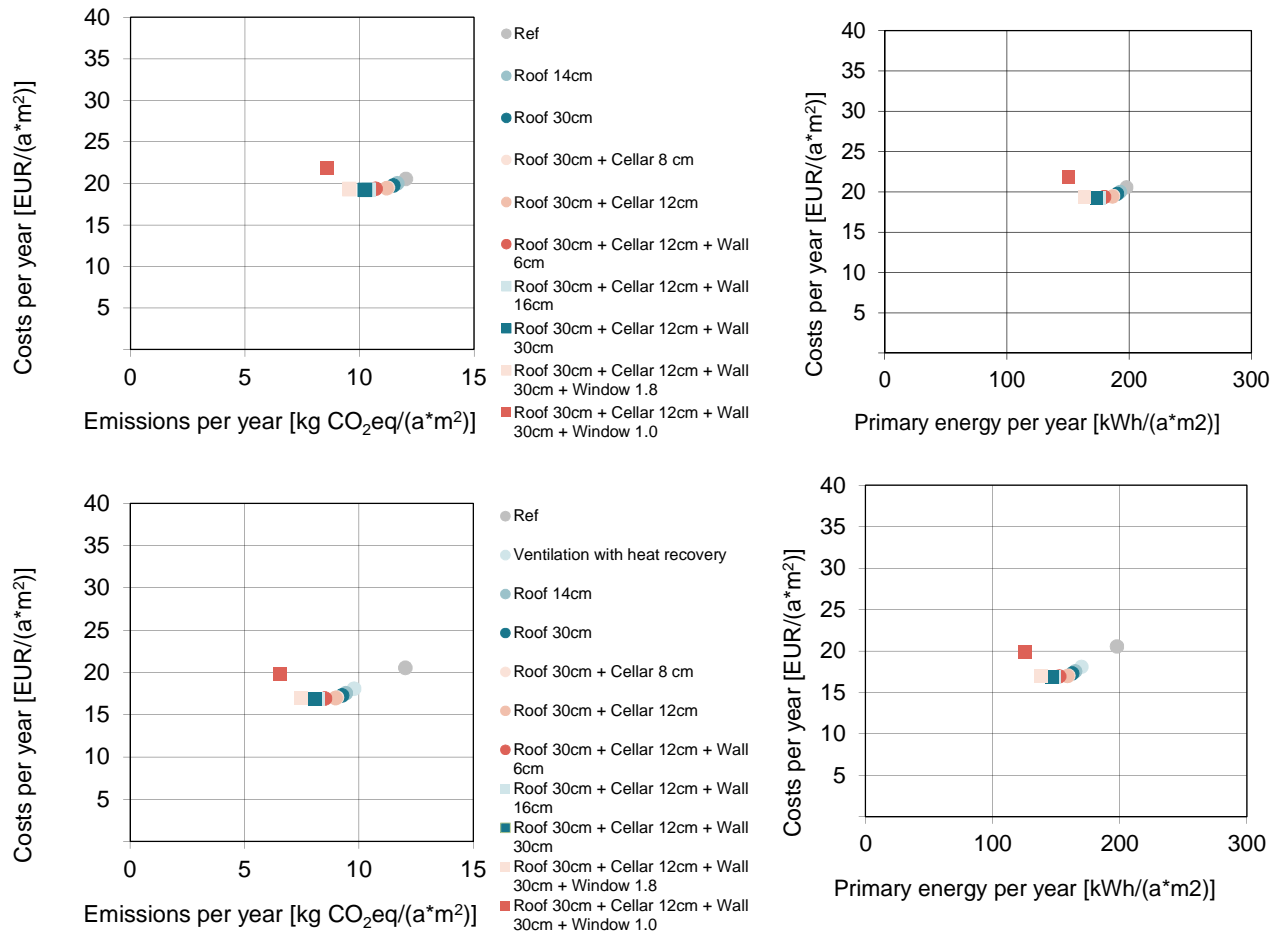 Costs per year [EUR/(a*m²)]
40
35
30
25
20
15
10
5
0
5
10
15
Emissions per year [kg CO₂eq/(a*m²)]
Ref
Roof 14cm
Roof 30cm
Roof 30cm + Cellar 8 cm
Roof 30cm + Cellar 12cm
Roof 30cm + Cellar 12cm + Wall
6cm
Roof 30cm + Cellar 12cm + Wall
16cm
Roof 30cm + Cellar 12cm + Wall
30cm
Roof 30cm + Cellar 12cm + Wall
30cm + Window 1.8
Roof 30cm + Cellar 12cm + Wall
30cm + Window 1.0
Costs per year [EUR/(a*m²)]
40
35
30
25
20
15
10
5
0
100
200
300
Primary energy per year [kWh/(a*m2)]
Costs per year [EUR/(a*m²)]
40
35
30
25
20
15
10
5
0
5
10
15
Emissions per year [kg CO₂eq/(a*m²)]
Ref
Ventilation with heat recovery
Roof 14cm
Roof 30cm
Roof 30cm + Cellar 8 cm
Roof 30cm + Cellar 12cm
Roof 30cm + Cellar 12cm + Wall
6cm
Roof 30cm + Cellar 12cm + Wall
16cm
Roof 30cm + Cellar 12cm + Wall
30cm
Roof 30cm + Cellar 12cm + Wall
30cm + Window 1.8
Roof 30cm + Cellar 12cm + Wall
30cm + Window 1.0
Costs per year [EUR/(a*m²)]
40
35
30
25
20
15
10
5
0
100
200
300
Primary energy per year [kWh/(a*m2)]